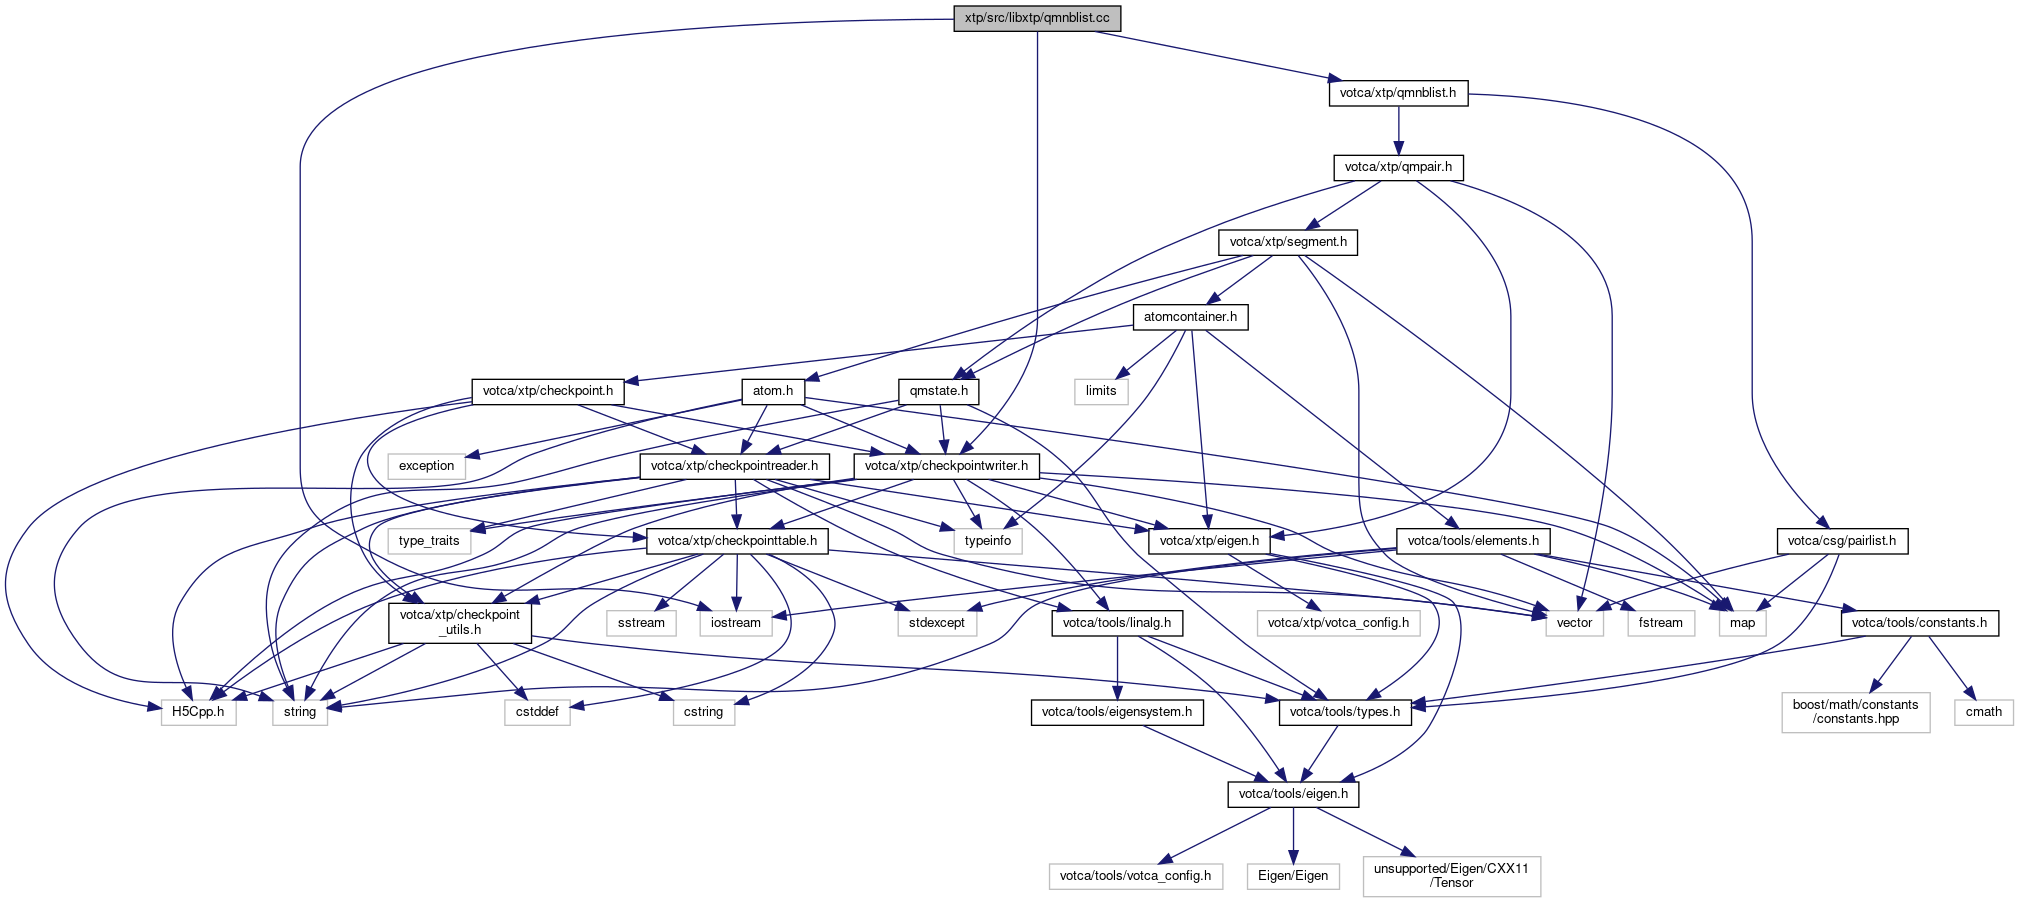 xtp/src/libxtp/qmnblist.cc
votca/xtp/qmnblist.h
votca/xtp/qmpair.h
votca/xtp/segment.h
atomcontainer.h
votca/xtp/checkpoint.h
atom.h
qmstate.h
limits
exception
votca/xtp/checkpointreader.h
votca/xtp/checkpointwriter.h
type_traits
votca/xtp/checkpointtable.h
typeinfo
votca/xtp/eigen.h
votca/tools/elements.h
votca/csg/pairlist.h
votca/xtp/checkpoint
_utils.h
sstream
iostream
stdexcept
votca/tools/linalg.h
votca/xtp/votca_config.h
vector
fstream
map
votca/tools/constants.h
H5Cpp.h
string
cstddef
cstring
votca/tools/eigensystem.h
votca/tools/types.h
boost/math/constants
/constants.hpp
cmath
votca/tools/eigen.h
votca/tools/votca_config.h
Eigen/Eigen
unsupported/Eigen/CXX11
/Tensor